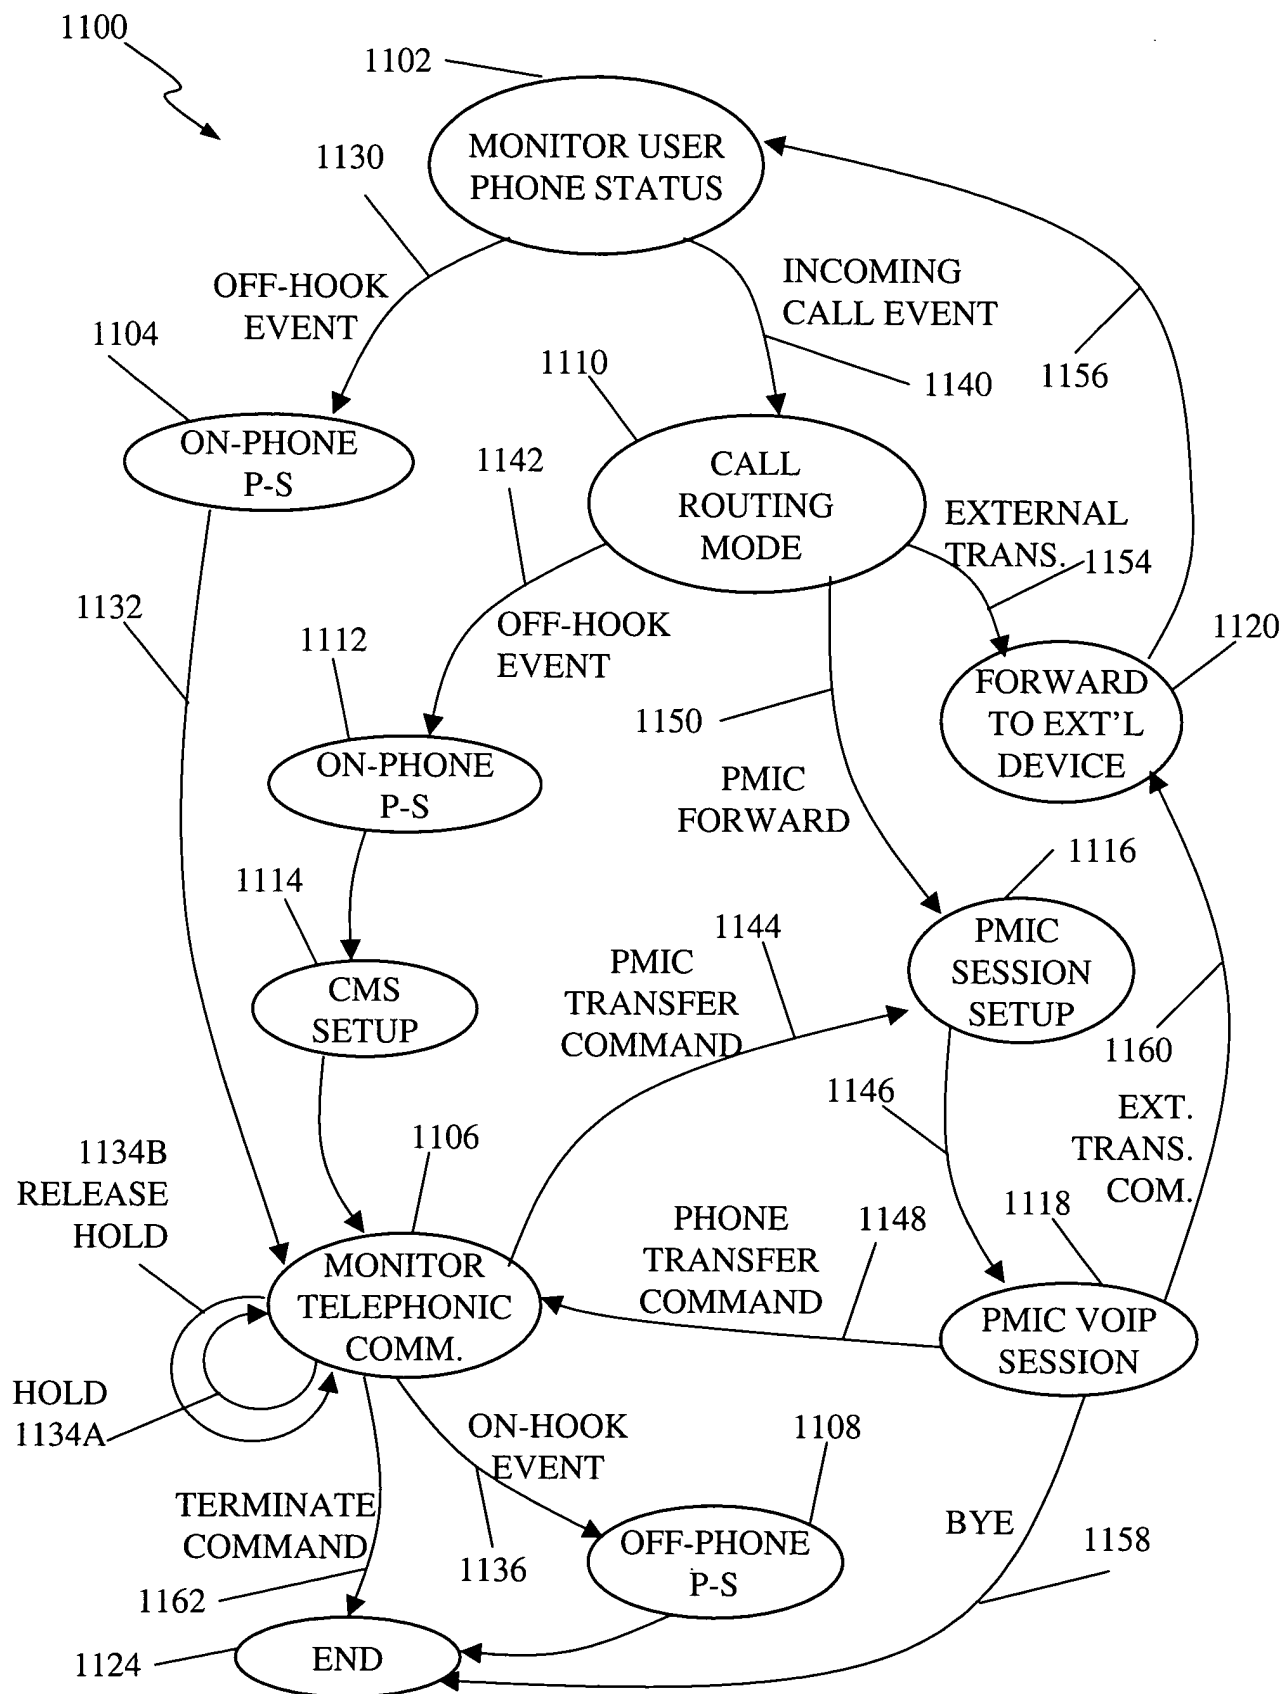 1100
1102
MONITOR USER
PHONE STATUS
1130
OFF-HOOK
EVENT
INCOMING
CALL EVENT
1140
1156
1104
ON-PHONE
P-S
1110
CALL
ROUTING
MODE
1142
EXTERNAL
TRANS.
1154
1132
OFF-HOOK
EVENT
1112
1120
FORWARD
TO EXT'L
DEVICE
1150
ON-PHONE
P-S
PMIC
FORWARD
1116
1114
CMS
SETUP
1144
PMIC
TRANSFER
COMMAND
PMIC
SESSION
SETUP
1160
1146
EXT.
TRANS.
COM.
1106
1134B
RELEASE
HOLD
PHONE
TRANSFER
COMMAND
1148
1118
MONITOR
TELEPHONIC
COMM.
PMIC VOIP
SESSION
HOLD
1134A
ON-HOOK
EVENT
1108
TERMINATE
COMMAND
1136
OFF-PHONE
P-S
BYE
1158
1162
1124
END